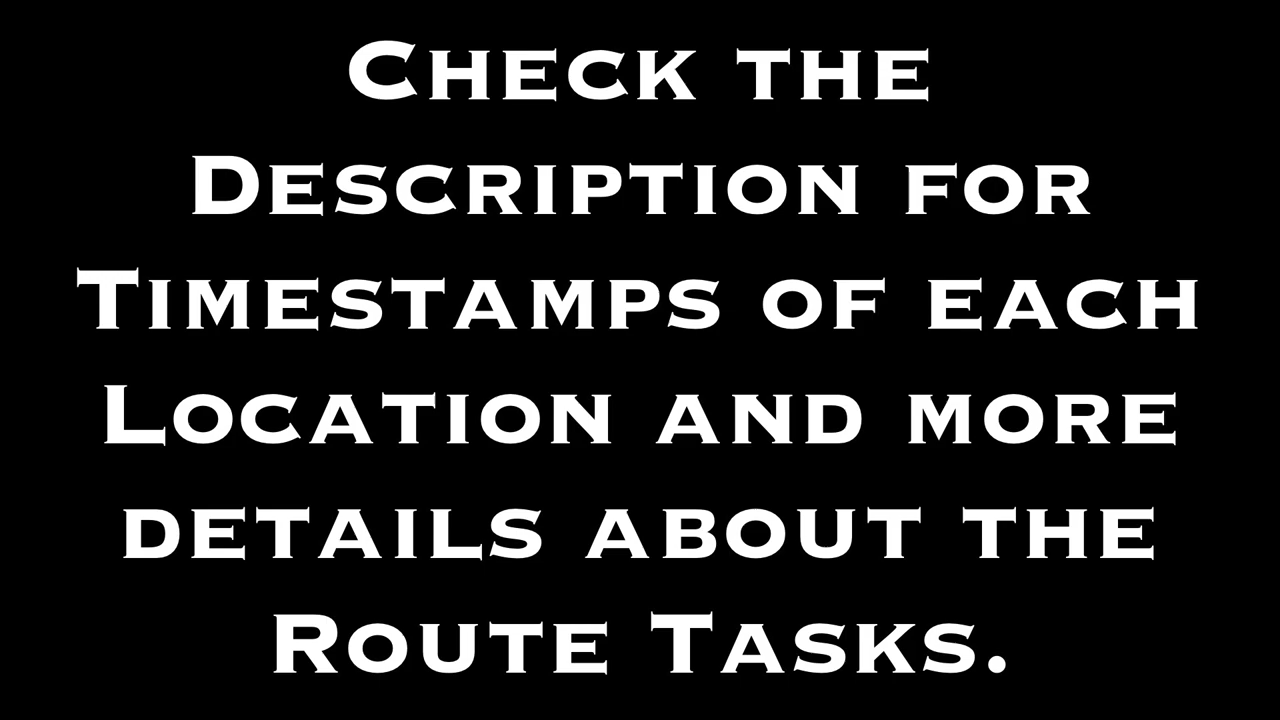 Check the
Description for
Timestamps of each
Location and more
details about the
Route Tasks.